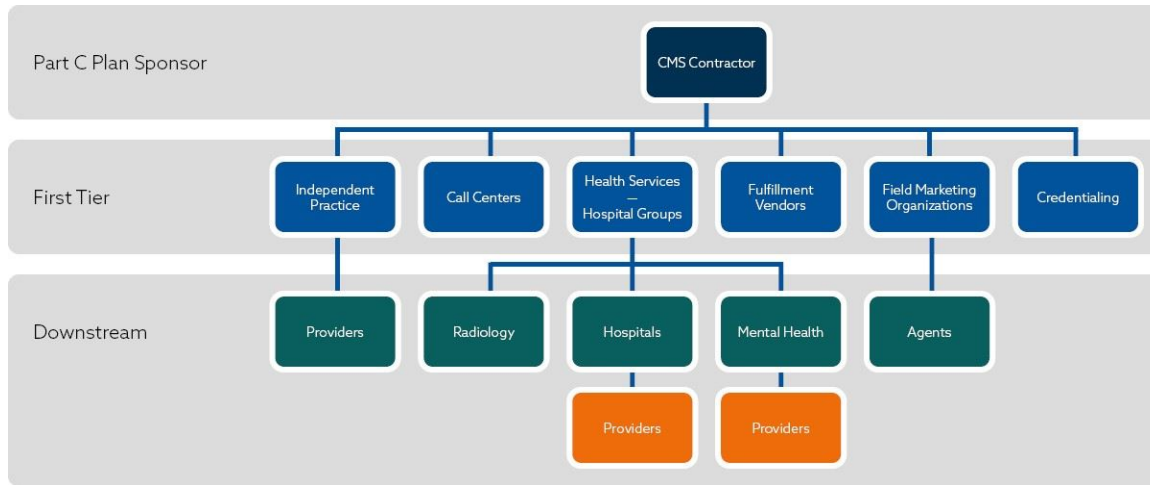 Part C Plan Sponsor
CMS Contractor
First Tier
Independent
Practice
Call Centers
Health Services
—
Hospital Groups
Fulfillment
Vendors
Field Marketing
Organizations
Credentialing
Downstream
Providers
Radiology
Hospitals
Mental Health
Agents
Providers
Providers